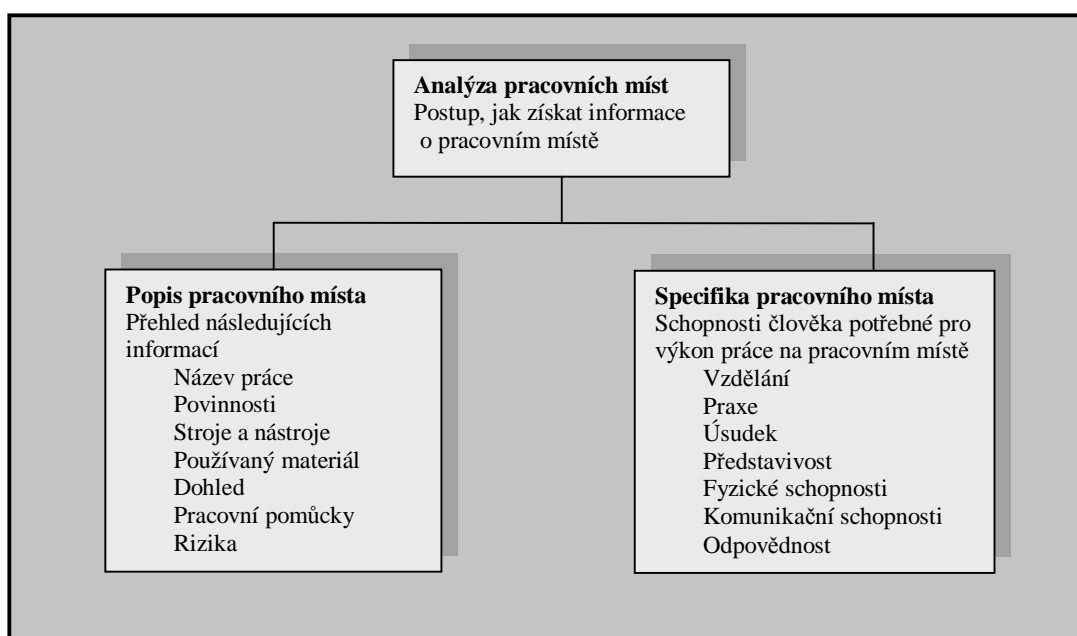 Analýza pracovních míst
Postup, jak získat informace
o pracovním místě
Popis pracovního místa
Přehled následujících
informací
Název práce
Povinnosti
Stroje a nástroje
Používaný materiál
Dohled
Pracovní pomůcky
Rizika
Specifika pracovního místa
Schopnosti člověka potřebné pro
výkon práce na pracovním místě
Vzdělání
Praxe
Úsudek
Představivost
Fyzické schopnosti
Komunikační schopnosti
Odpovědnost